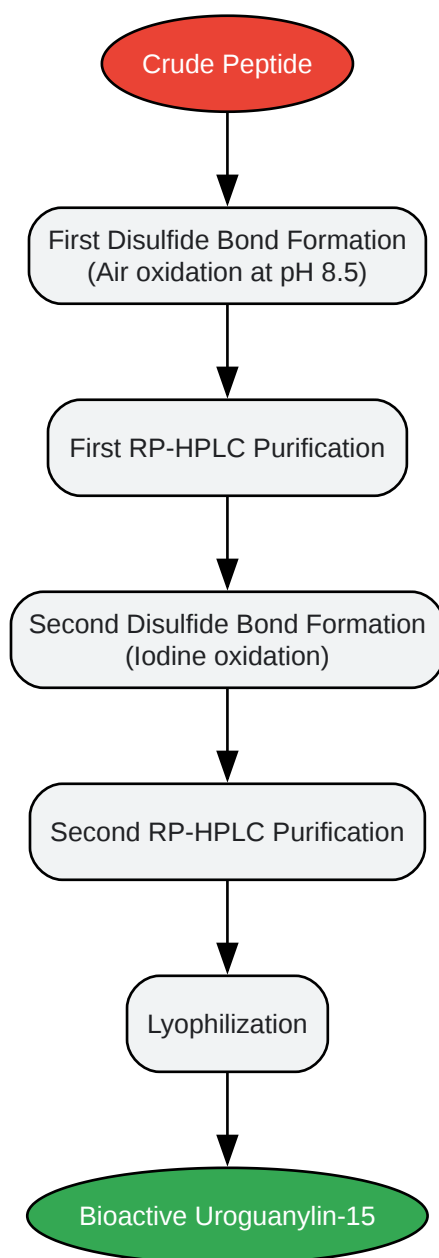 Crude Peptide
First Disulfide Bond Formation
(Air oxidation at pH 8.5)
First RP-HPLC Purification
Second Disulfide Bond Formation
(Iodine oxidation)
Second RP-HPLC Purification
Lyophilization
Bioactive Uroguanylin-15